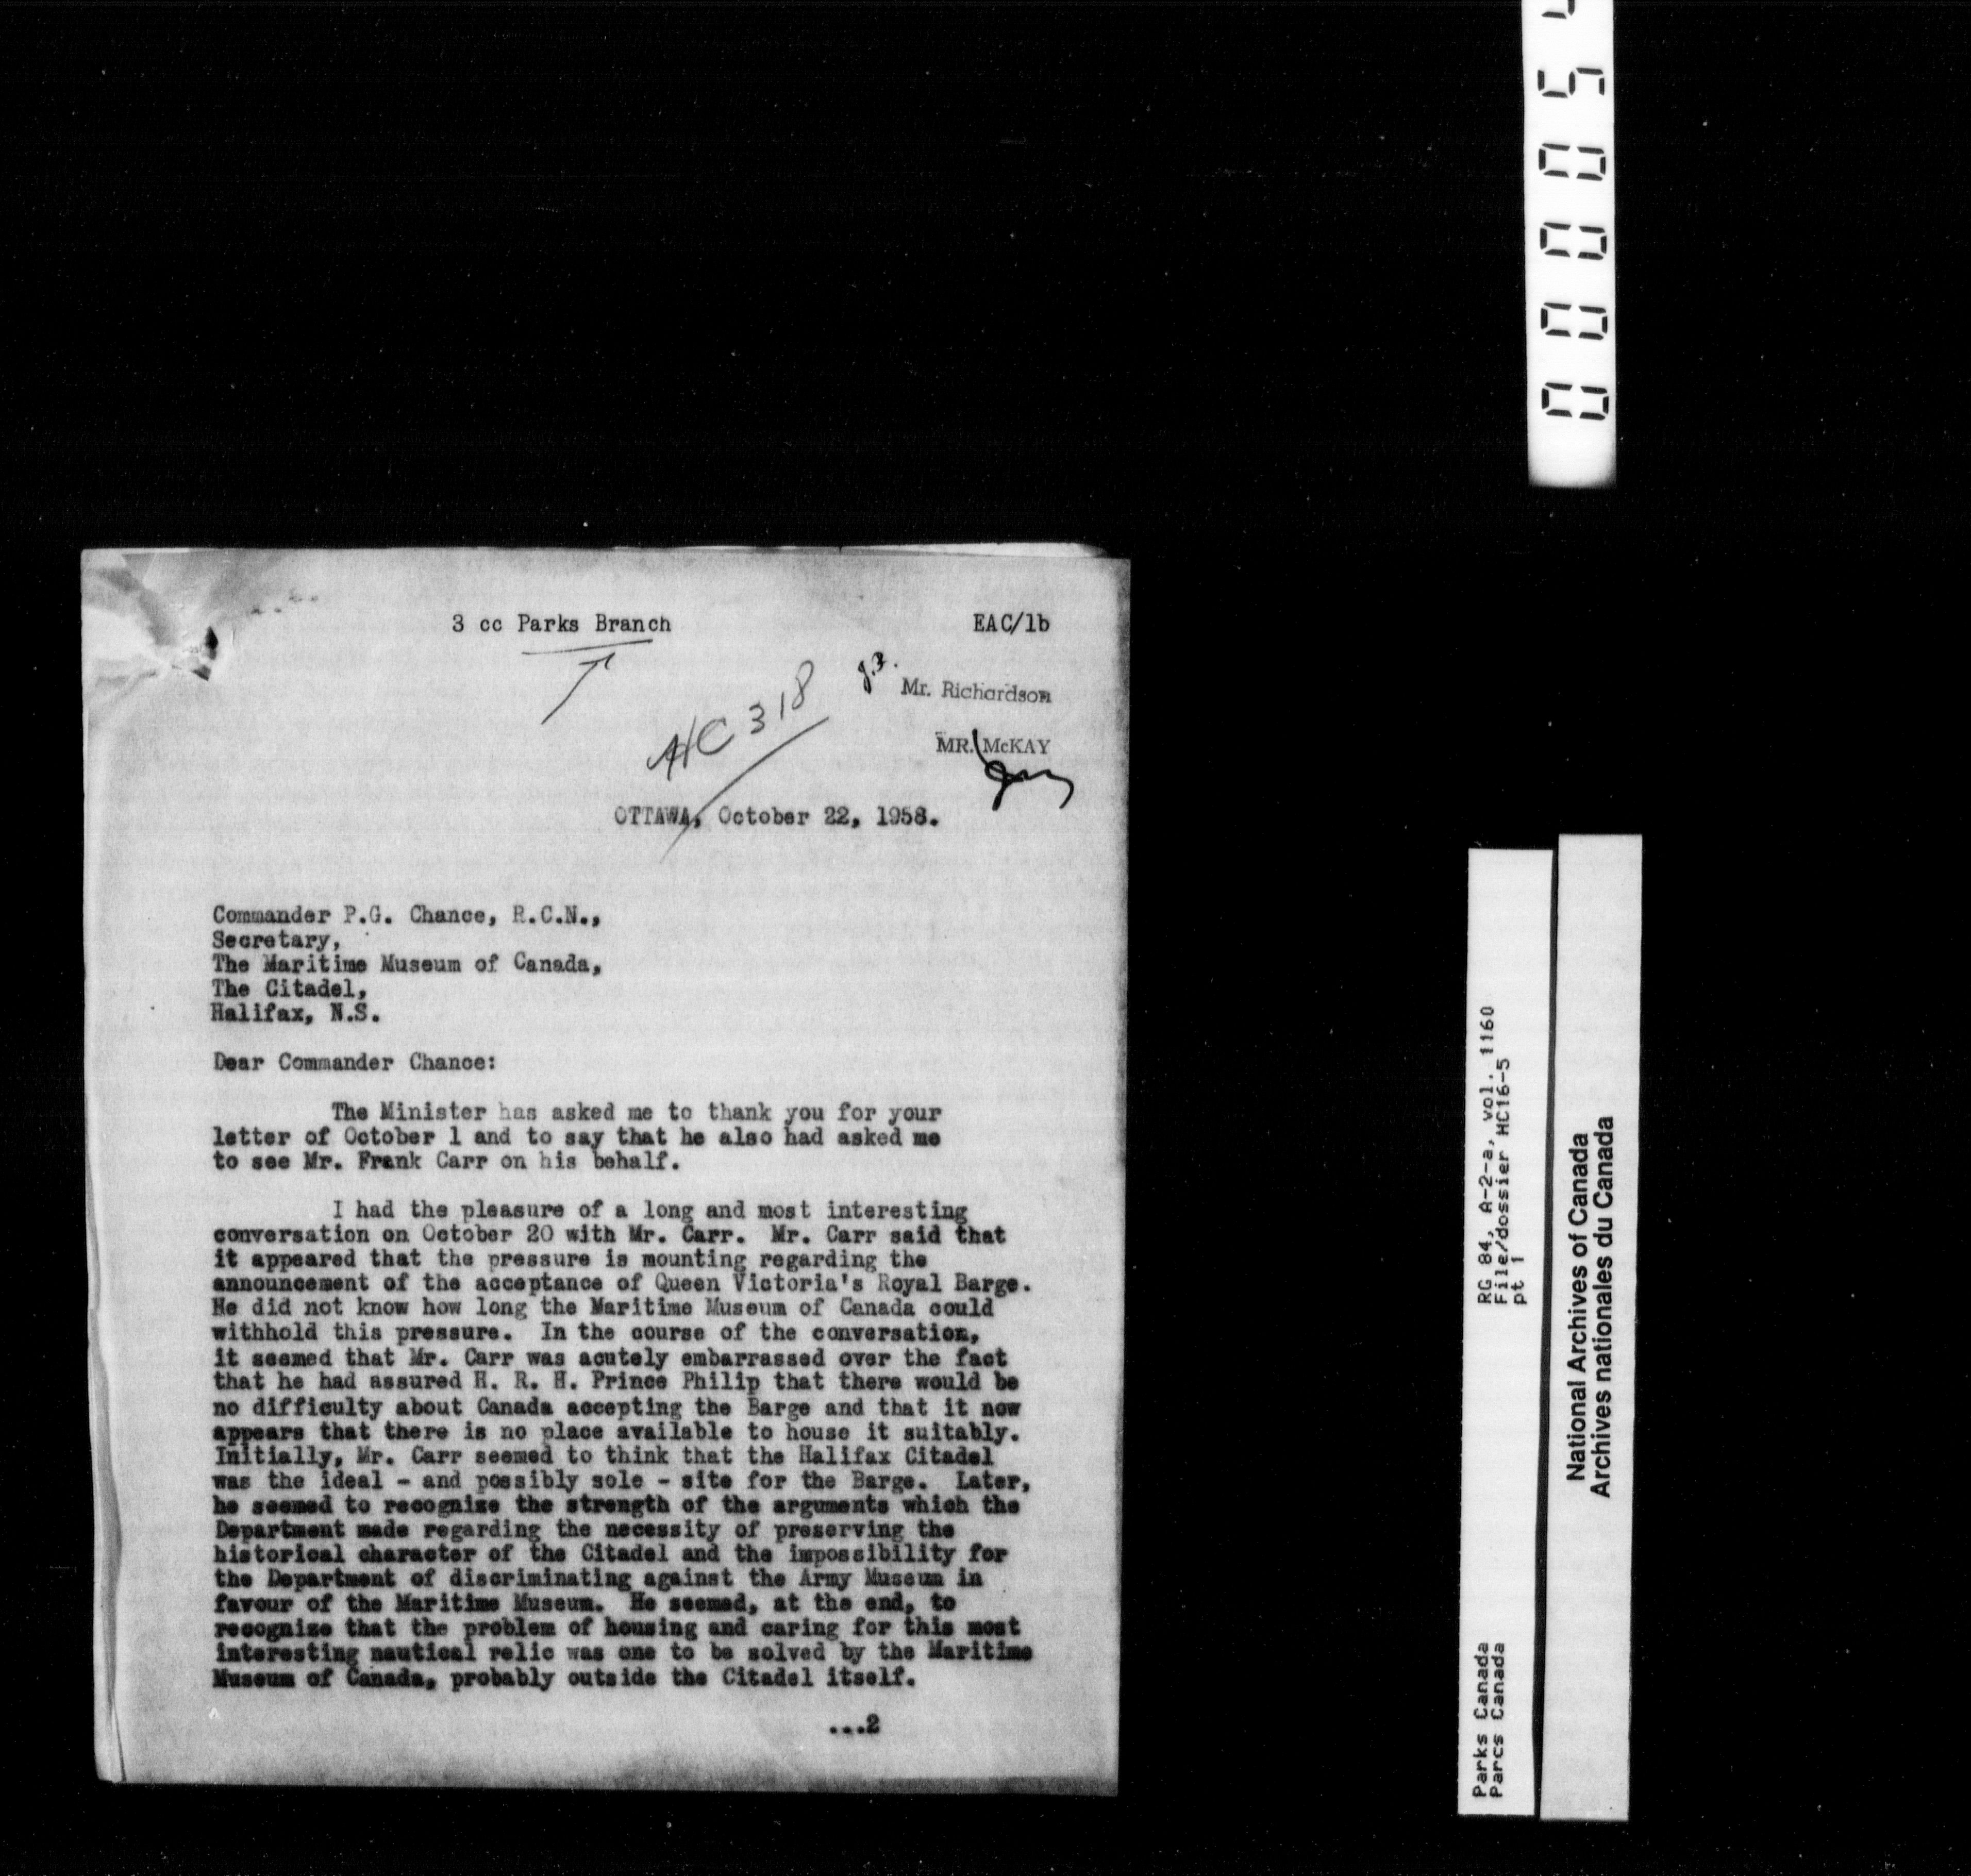 3 cc Parks Branch
EAC/lb
Mr. Richardson
HC 318
MR. McKAY
OTTAWA, October 22, 1958.
Commander P.G. Chance, R.C.N.,
Secretary,
The Maritime Museum of Canada,
The Citadel,
Halifax, N.S.
Dear Commander Chance:
The Minister has asked me to thank you for your
letter of October 1 and to say that he also had asked me
to see Mr. Frank Carr on his behalf.
I had the pleasure of a long and most interesting
conversation on October 20 with Mr. Carr. Mr. Carr said that
it appeared that the pressure is mounting regarding the
announcement of the acceptance of Queen Victoria's Royal Barge.
He did not know how long the Maritime Museum of Canada could
withhold this pressure. In the course of the conversation,
it seemed that Mr. Carr was acutely embarrassed over the fact
that he had assured H. R. H. Prince Philip that there would be
no difficulty about Canada accepting the Barge and that it now
appears that there is no place available to house it suitably.
Initially, Mr. Carr seemed to think that the Halifax Citadel
was the ideal - and possibly sole - site for the Barge. Later,
he seemed to recognize the strength of the arguments which the
Department made regarding the necessity of preserving the
historical character of the Citadel and the impossibility for
the Department of discriminating against the Army Museum in
favour of the Maritime Museum. He seemed, at the end, to
recognize that the problem of housing and caring for this most
interesting nautical relic was one to be solved by the Maritime
Museum of Canada, probably outside the Citadel itself.
...2
00005
RG 84, A-2-a, vol. 1160
File/dossier HC16-5
pt 1
Parks Canada
Parcs Canada
National Archives of Canada
Archives nationales du Canada